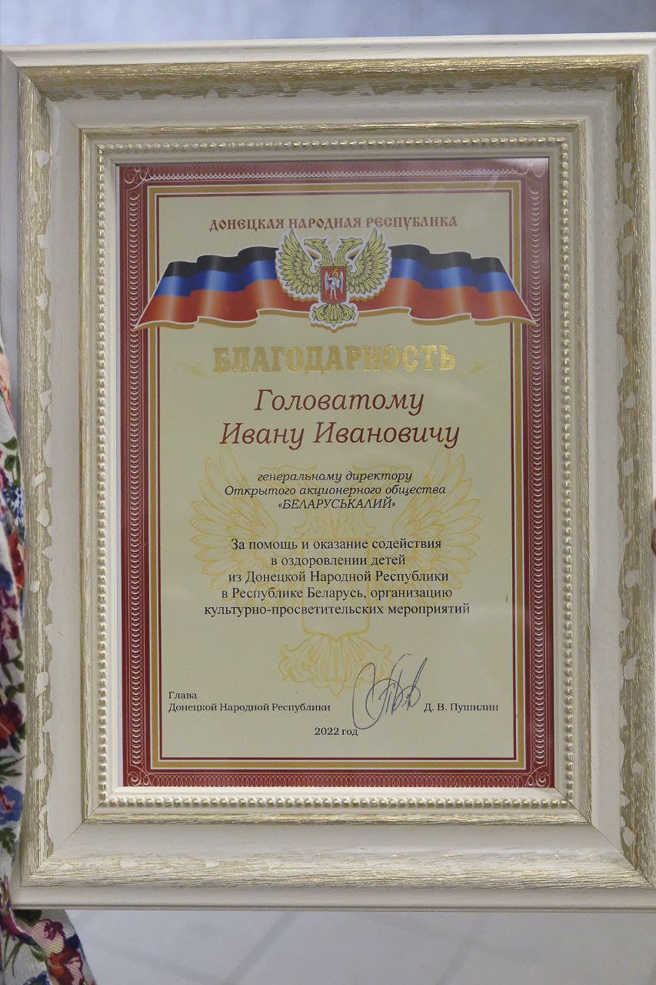 ДОНЕЦКАЯ НАРОДНАЯ РЕСПУБЛИКА
БЛАГОДАРНОСТЬ
Головатому
Ивану Ивановичу
генеральному директору
Открытого акционерного общества
«БЕЛАРУСЬКАЛИЙ»
За помощь и оказание содействия
в оздоровлении детей
из Донецкой Народной Республики
в Республике Беларусь, организацию
культурно-просветительских мероприятий
Глава
Донецкой Народной Республики Д. В. Пушилин
2022 год